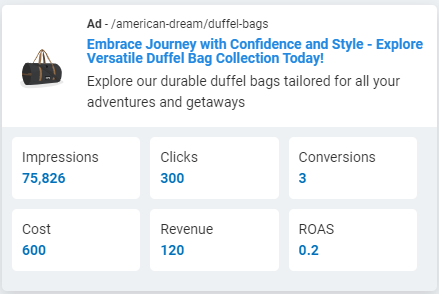 Ad - /american-dream/duffel-bags
Embrace Journey with Confidence and Style - Explore
Versatile Duffel Bag Collection Today!
Explore our durable duffel bags tailored for all your
adventures and getaways
Impressions
75,826
Clicks
300
Conversions
3
Cost
600
Revenue
120
ROAS
0.2